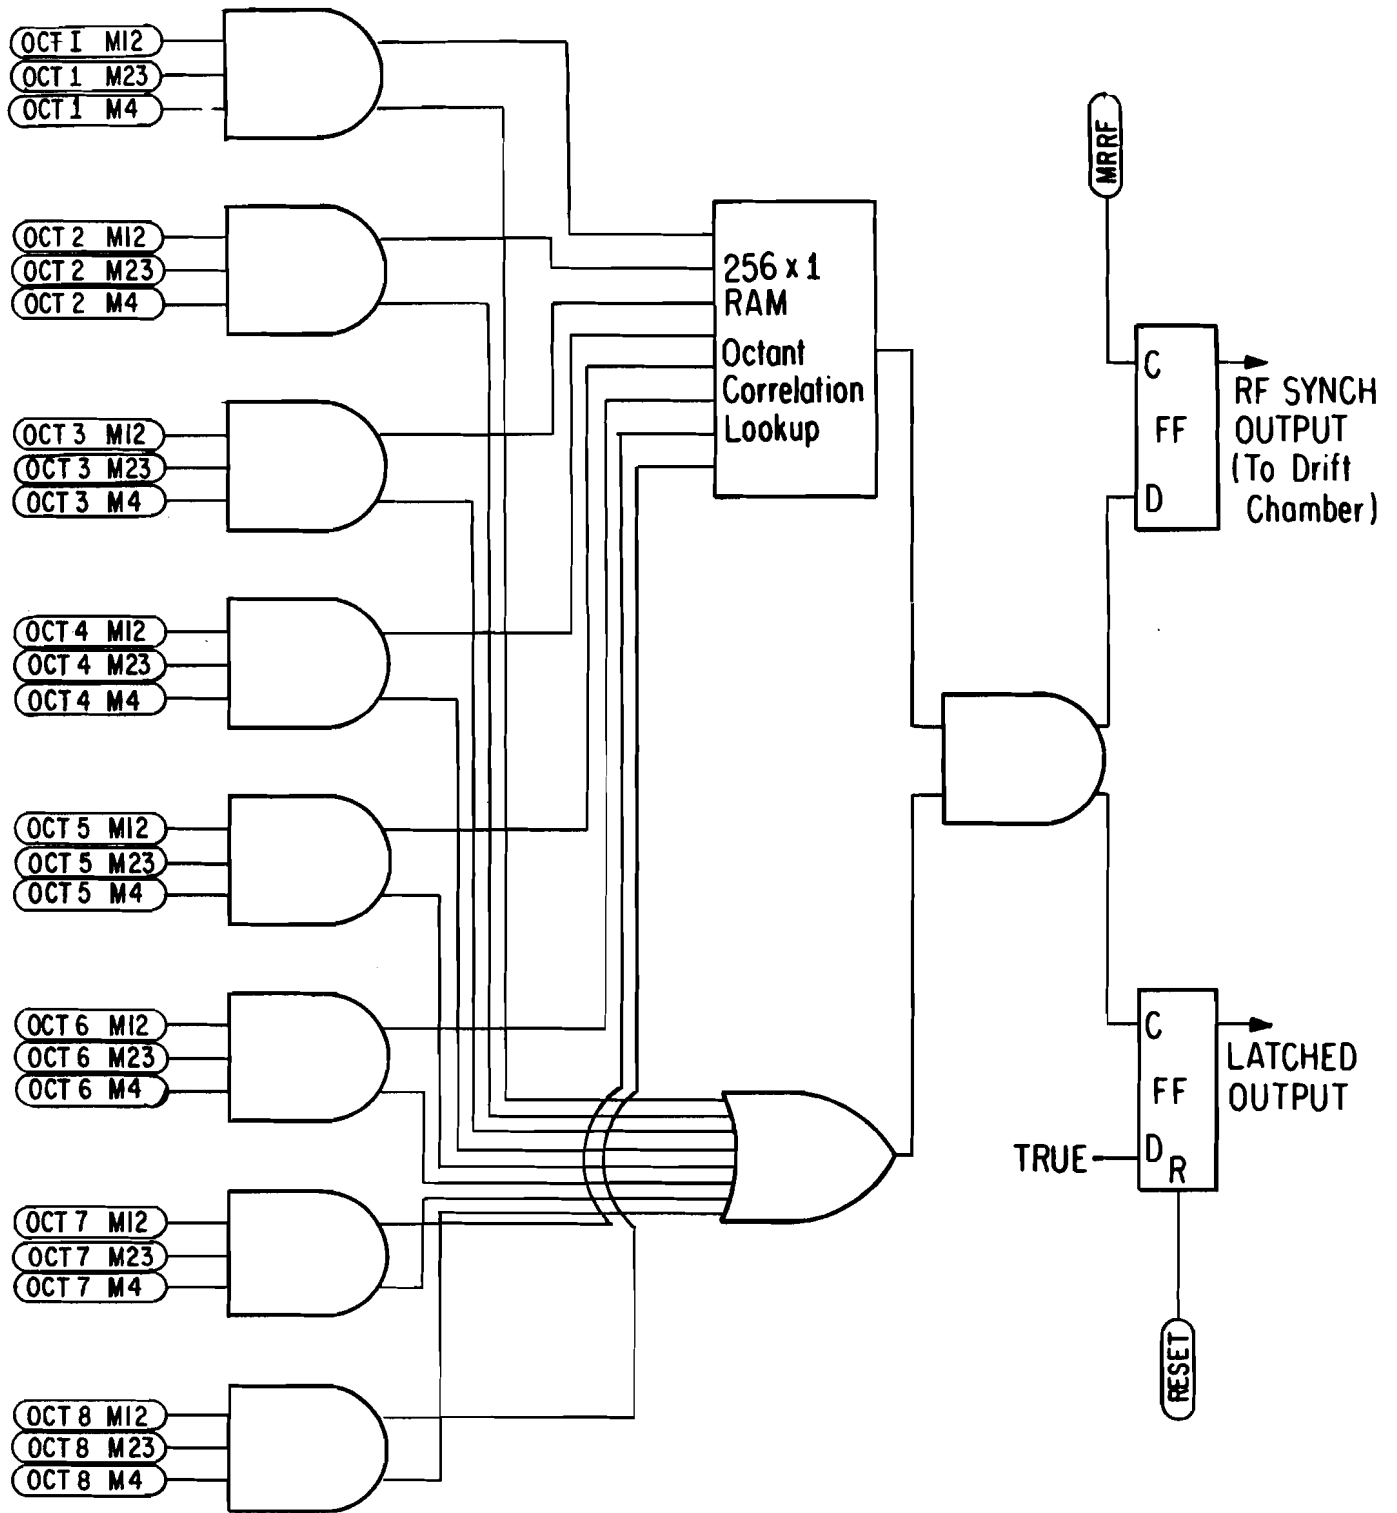 OCT I M12
OCT 1 M23
OCT 1 M4
OCT 2 M12
OCT 2 M23
OCT 2 M4
OCT 3 M12
OCT 3 M23
OCT 3 M4
OCT 4 M12
OCT 4 M23
OCT 4 M4
OCT 5 M12
OCT 5 M23
OCT 5 M4
OCT 6 M12
OCT 6 M23
OCT 6 M4
OCT 7 M12
OCT 7 M23
OCT 7 M4
OCT 8 M12
OCT 8 M23
OCT 8 M4
256 x 1
RAM
Octant
Correlation
Lookup
MRRF
C
FF
D
RF SYNCH
OUTPUT
(To Drift
Chamber)
C
FF
D
R
TRUE
LATCHED
OUTPUT
RESET